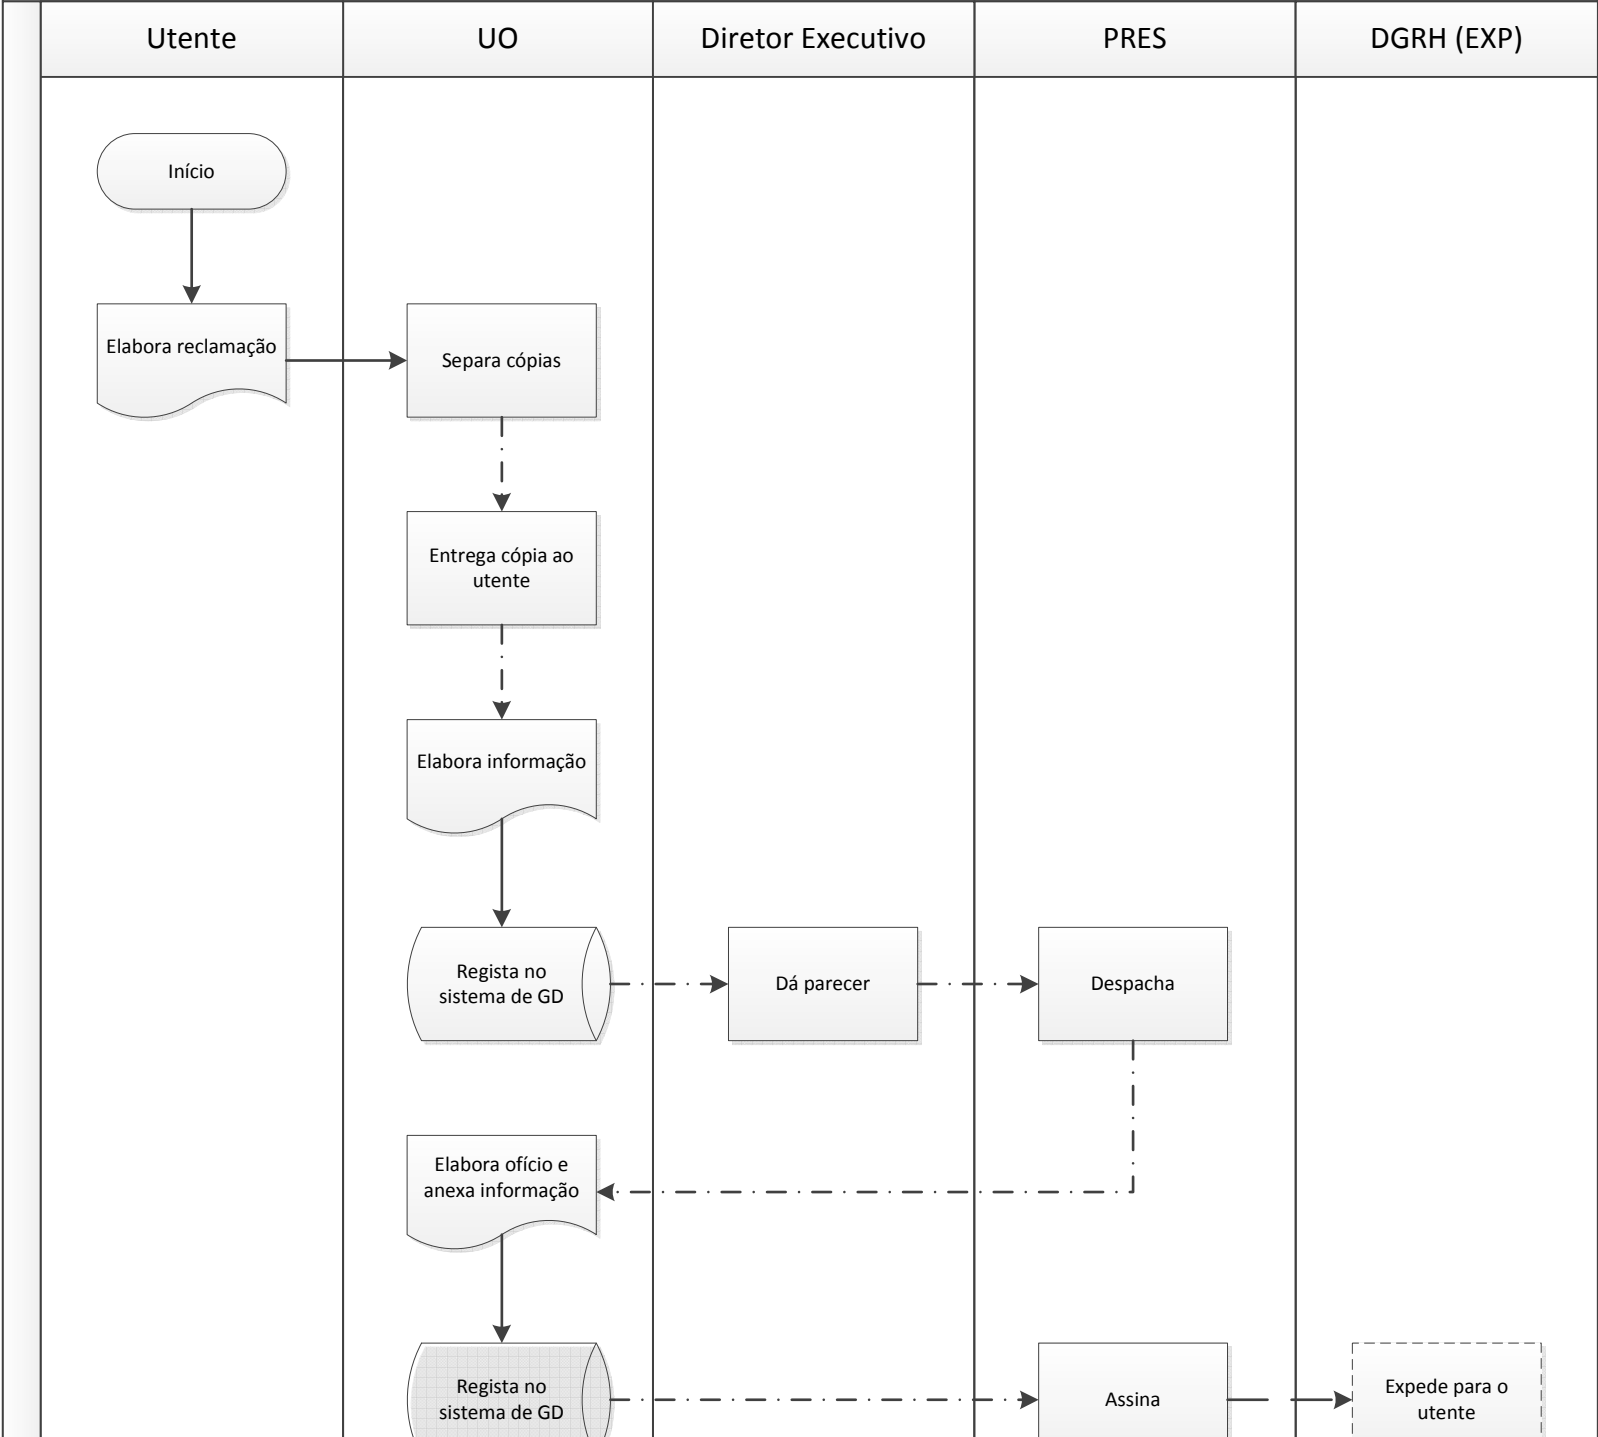 Utente
UO
Diretor Executivo
PRES
DGRH (EXP)
Início
Elabora reclamação
Separa cópias
Entrega cópia ao
utente
Elabora informação
Regista no
sistema de GD
Dá parecer
Despacha
Elabora ofício e
anexa informação
Regista no
sistema de GD
Assina
Expede para o
utente